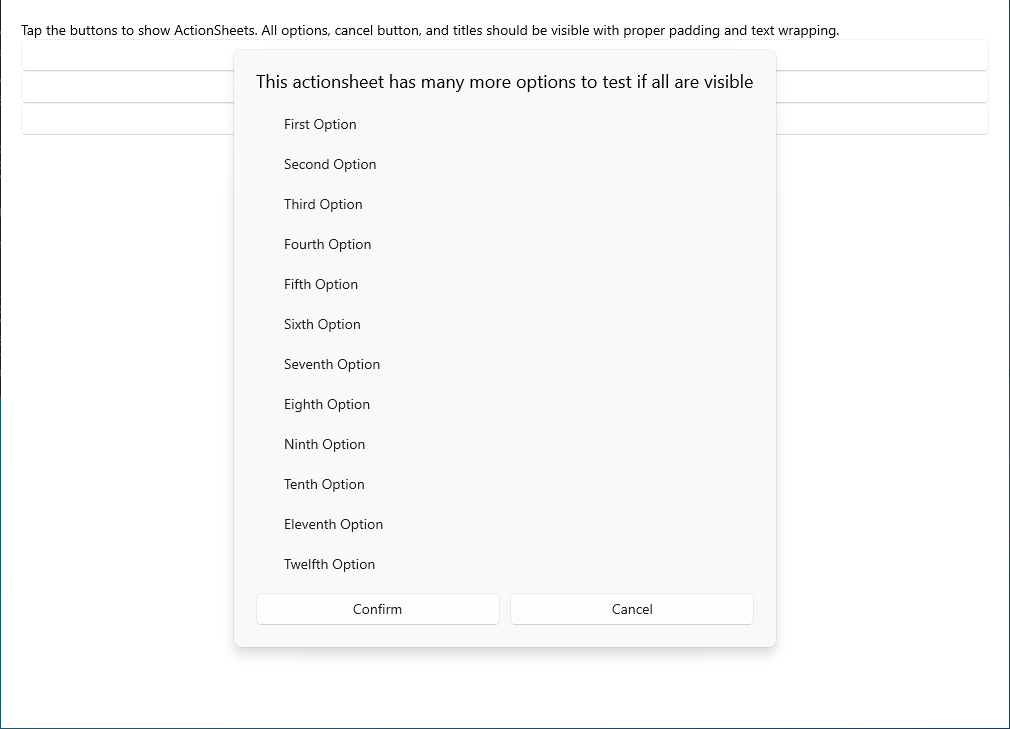 Tap the buttons to show ActionSheets. All options, cancel button, and titles should be visible with proper padding and text wrapping.
This actionsheet has many more options to test if all are visible
First Option
Second Option
Third Option
Fourth Option
Fifth Option
Sixth Option
Seventh Option
Eighth Option
Ninth Option
Tenth Option
Eleventh Option
Twelfth Option
Confirm
Cancel